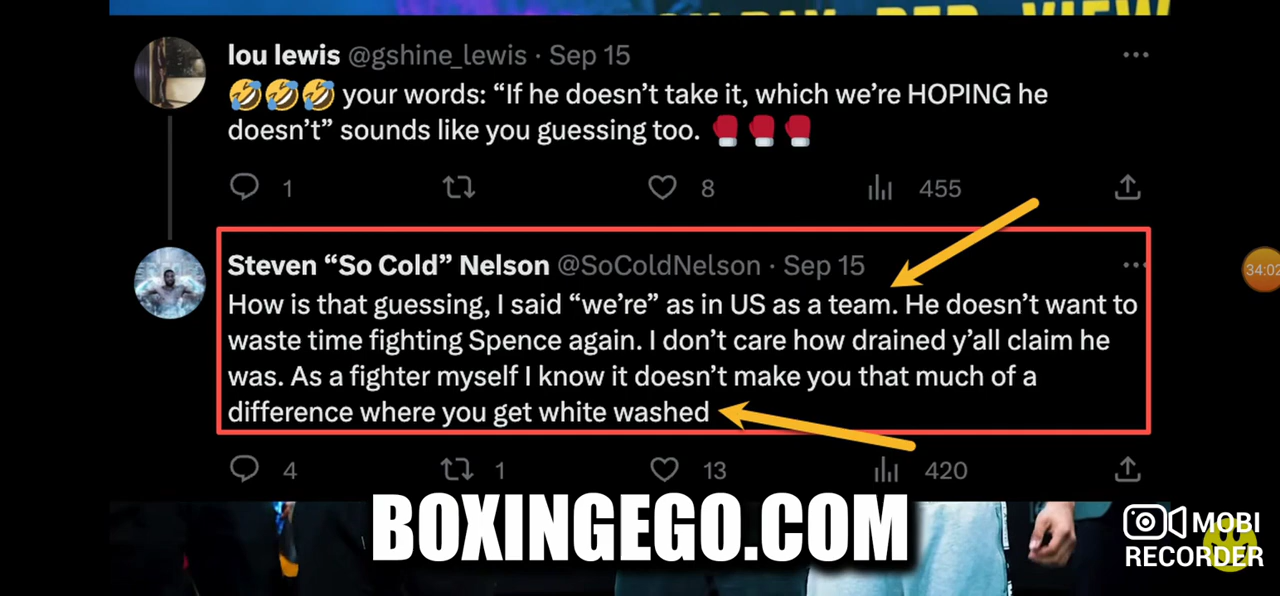 lou lewis @gshine_lewis · Sep 15
🤣🤣🤣 your words: “If he doesn’t take it, which we’re HOPING he
doesn’t” sounds like you guessing too. 🥊🥊🥊
1 8 455
Steven “So Cold” Nelson @SoColdNelson · Sep 15
How is that guessing, I said “we’re” as in US as a team. He doesn’t want to
waste time fighting Spence again. I don’t care how drained y’all claim he
was. As a fighter myself I know it doesn’t make you that much of a
difference where you get white washed
4 1 13 420
BOXINGEGO.COM
34:02
MOBI
RECORDER